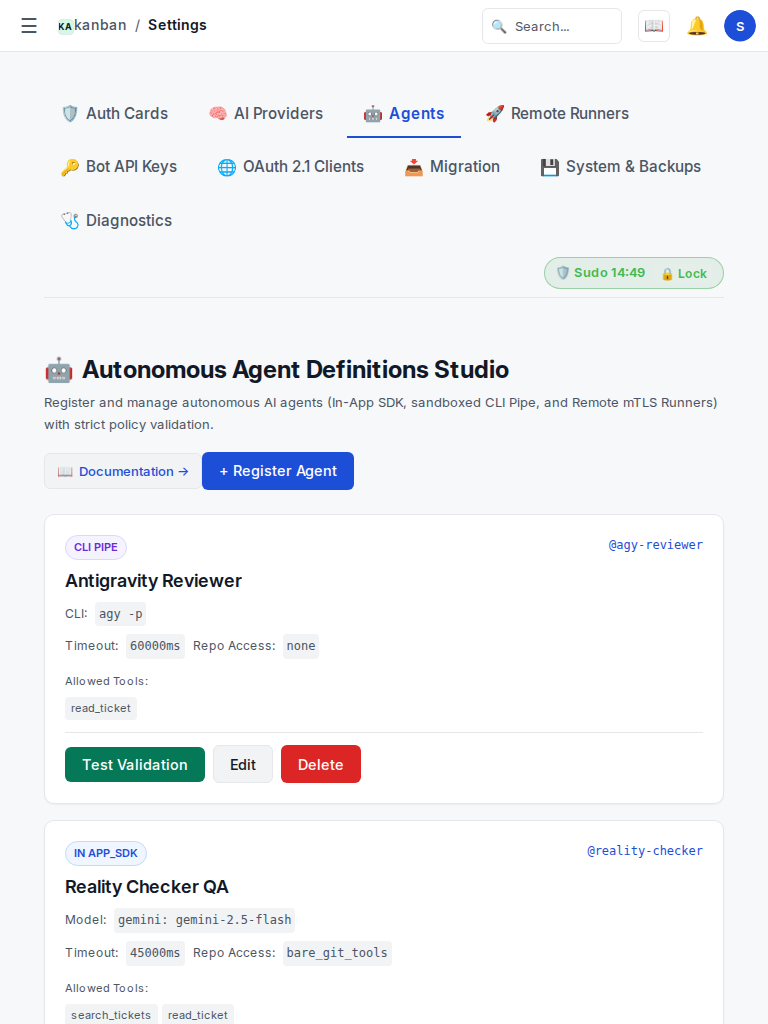 ☰ KA kanban / Settings 🔍 Search... 📖 🔔 S
🛡️ Auth Cards 🧠 AI Providers 🤖 Agents 🚀 Remote Runners
🔑 Bot API Keys 🌐 OAuth 2.1 Clients 📥 Migration 💾 System & Backups
🩺 Diagnostics
🛡️ Sudo 14:49 🔒 Lock
🤖 Autonomous Agent Definitions Studio
Register and manage autonomous AI agents (In-App SDK, sandboxed CLI Pipe, and Remote mTLS Runners)
with strict policy validation.
📖 Documentation → + Register Agent
CLI PIPE @agy-reviewer
Antigravity Reviewer
CLI: agy -p
Timeout: 60000ms Repo Access: none
Allowed Tools:
read_ticket
Test Validation Edit Delete
IN APP_SDK @reality-checker
Reality Checker QA
Model: gemini: gemini-2.5-flash
Timeout: 45000ms Repo Access: bare_git_tools
Allowed Tools:
search_tickets read_ticket